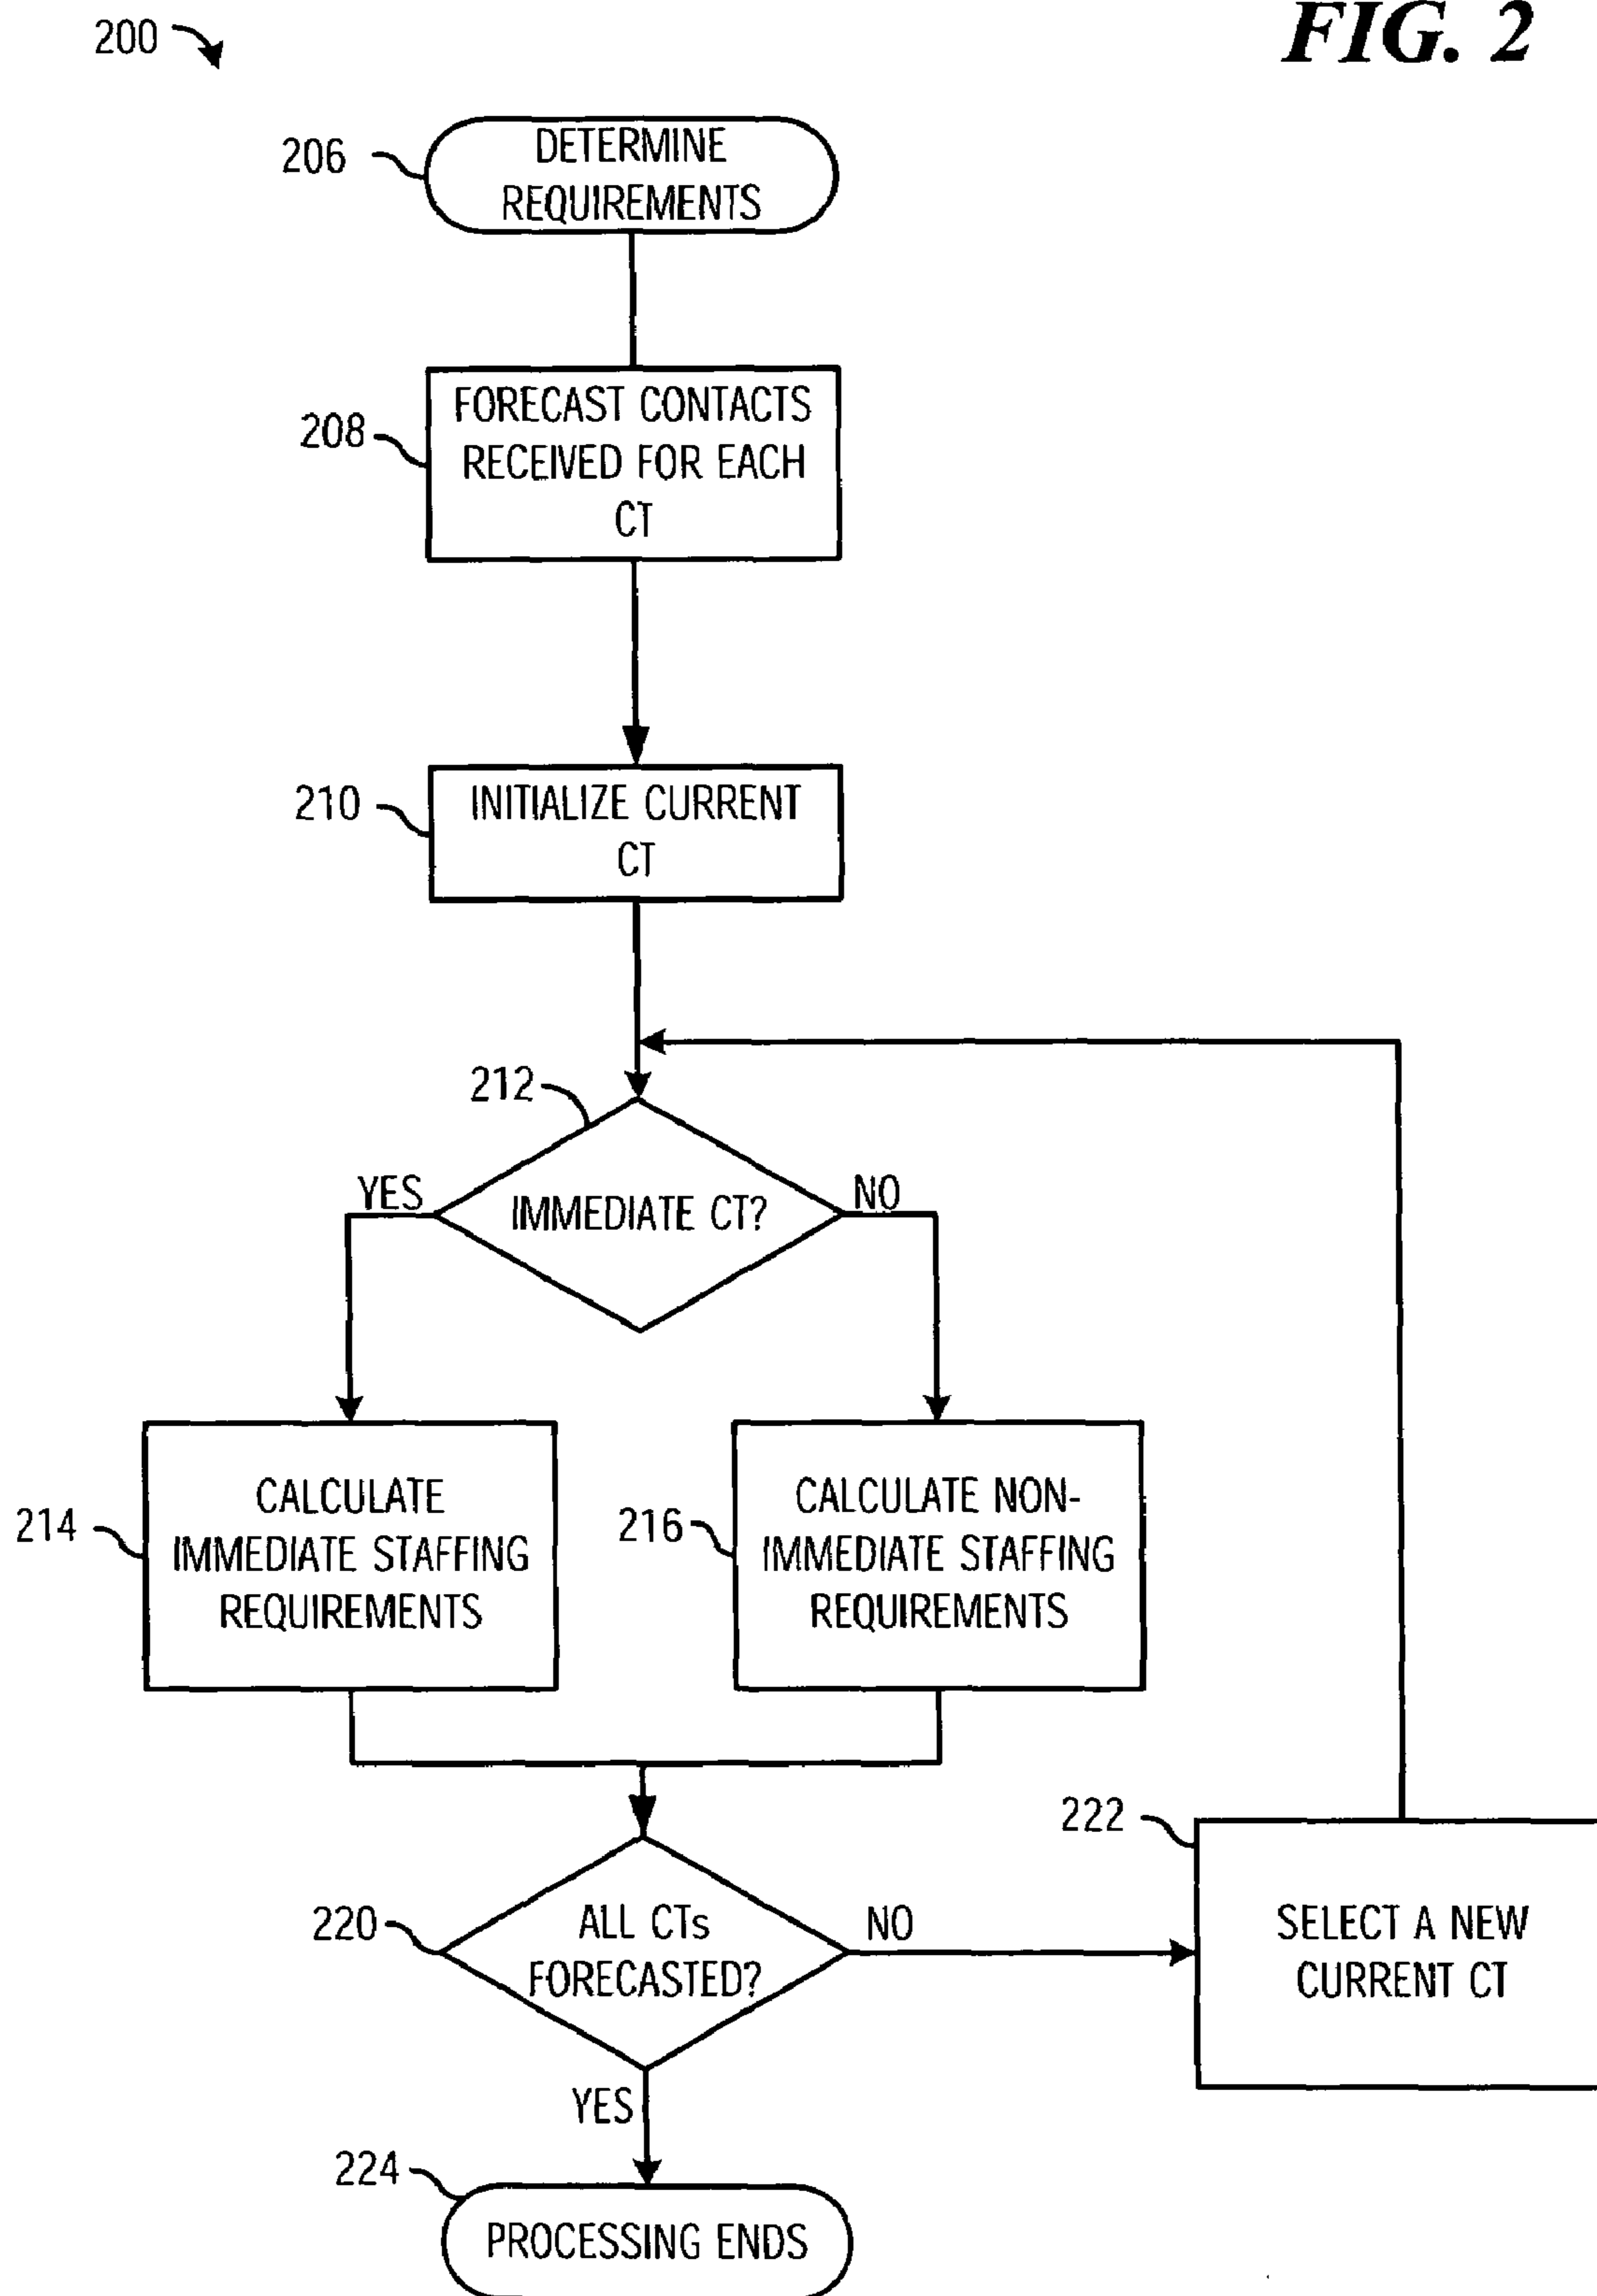 200
FIG. 2
206
DETERMINE
REQUIREMENTS
208
FORECAST CONTACTS
RECEIVED FOR EACH
CT
210
INITIALIZE CURRENT
CT
212
YES
IMMEDIATE CT?
NO
214
CALCULATE
IMMEDIATE STAFFING
REQUIREMENTS
216
CALCULATE NON-
IMMEDIATE STAFFING
REQUIREMENTS
220
ALL CTs
FORECASTED?
NO
222
SELECT A NEW
CURRENT CT
YES
224
PROCESSING ENDS